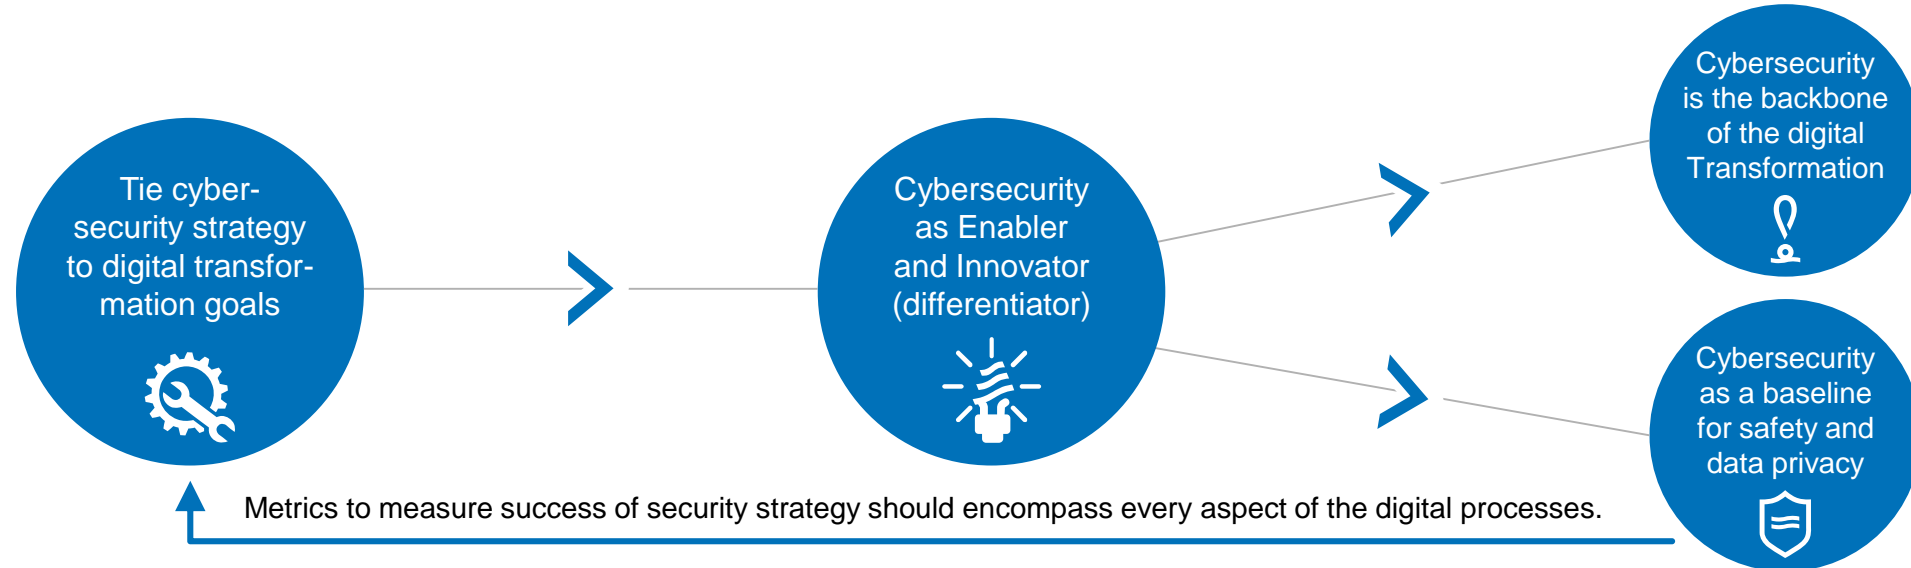 Tie cyber-
security strategy
to digital transfor-
mation goals
Cybersecurity
as Enabler
and Innovator
(differentiator)
Cybersecurity
is the backbone
of the digital
Transformation
Cybersecurity
as a baseline
for safety and
data privacy
Metrics to measure success of security strategy should encompass every aspect of the digital processes.